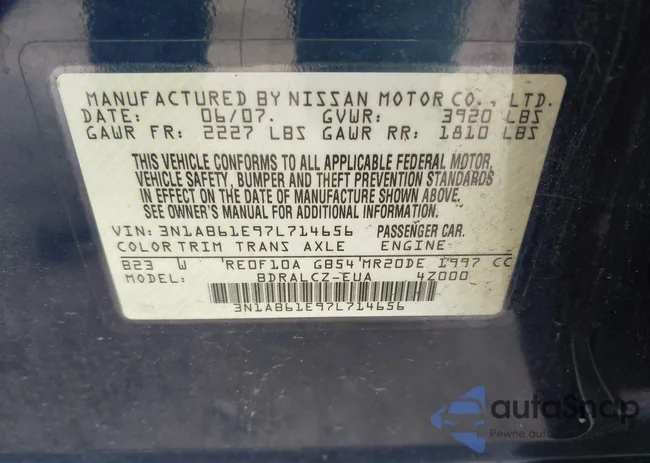 MANUFACTURED BY NISSAN MOTOR CO., LTD.
DATE: 06/07. GVWR: 3920 LBS
GAWR FR: 2227 LBS GAWR RR: 1810 LBS
THIS VEHICLE CONFORMS TO ALL APPLICABLE FEDERAL MOTOR,
VEHICLE SAFETY, BUMPER AND THEFT PREVENTION STANDARDS
IN EFFECT ON THE DATE OF MANUFACTURE SHOWN ABOVE.
SEE OWNER'S MANUAL FOR ADDITIONAL INFORMATION.
VIN: 3N1AB61E97L714656 PASSENGER CAR.
COLOR TRIM TRANS AXLE ENGINE
B23 W RE0F10A GB54 MR20DE 1997 CC
MODEL: BDRALCZ-EUA 4Z000
3N1AB61E97L714656
autoSnap
Pewne auta